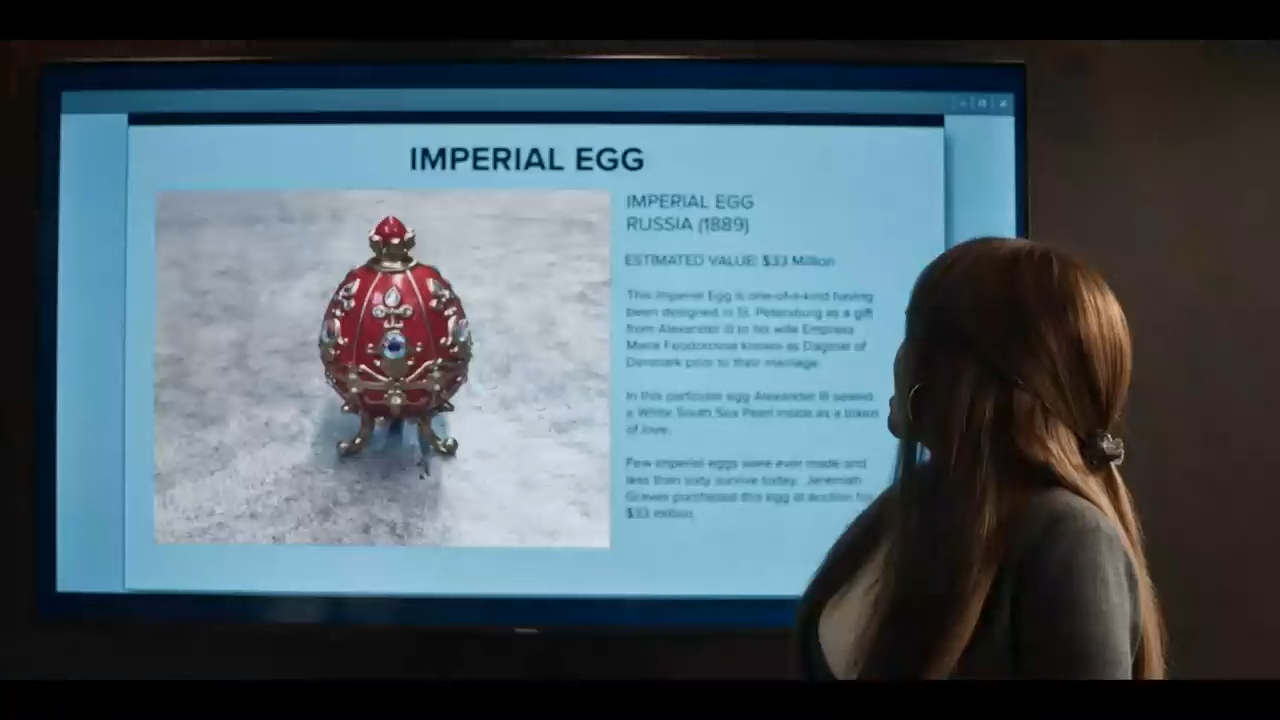 IMPERIAL EGG
IMPERIAL EGG
RUSSIA (1889)
ESTIMATED VALUE: $33 Million
This Imperial Egg is one-of-a-kind having
been designed in St. Petersburg as a gift
from Alexander III to his wife Empress
Maria Feodorovna known as Dagmar of
Denmark prior to their marriage.
In this particular egg Alexander III sealed
a White South Sea Pearl inside as a token
of love.
Few imperial eggs were ever made and
less than sixty survive today. Jeremiah
purchased this egg at auction for
$33 million.